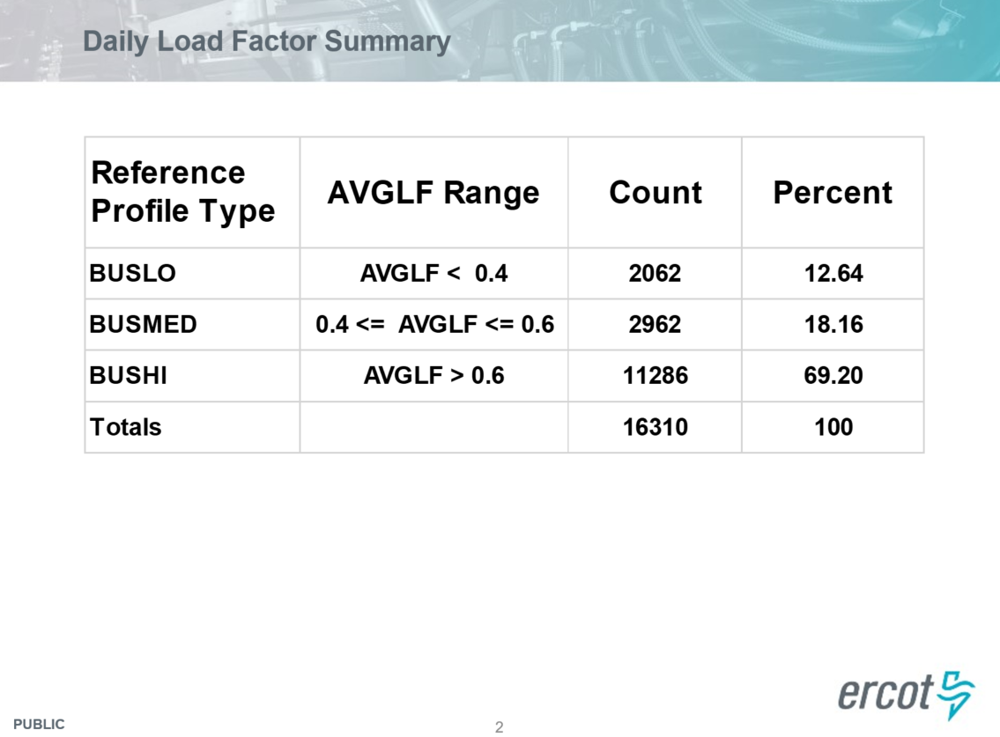 Daily Load Factor Summary
Reference
Profile Type
AVGLF Range
Count
Percent
BUSLO
AVGLF < 0.4
2062
12.64
BUSMED
0.4 <= AVGLF <= 0.6
2962
18.16
BUSHI
AVGLF > 0.6
11286
69.20
Totals
16310
100
ercot
PUBLIC
2